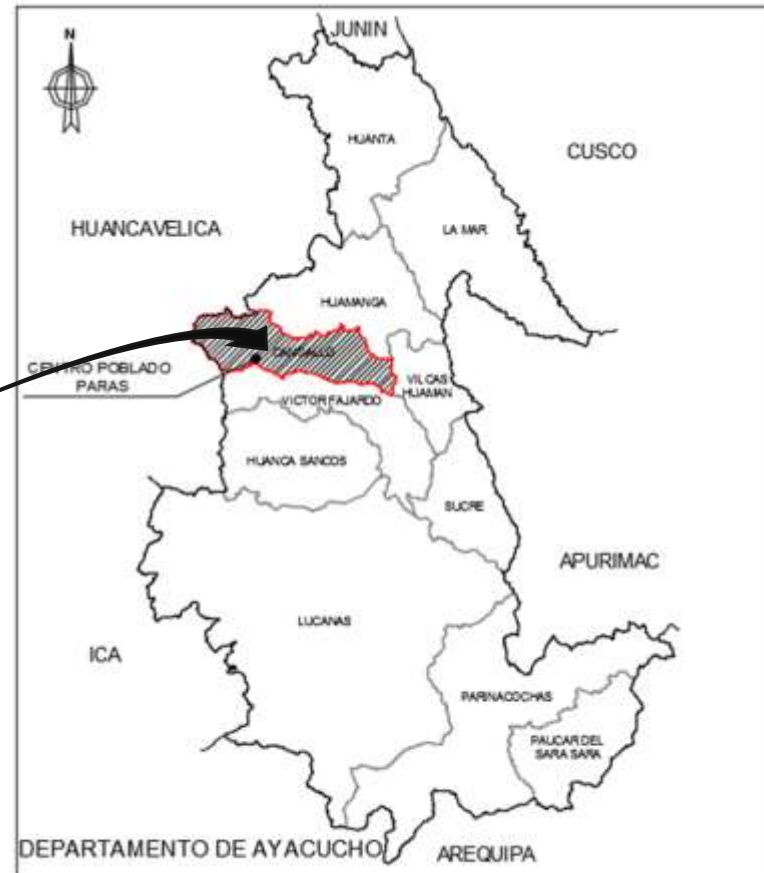 JUNIN
N
HUANTA
CUSCO
HUANCAVELICA
LA MAR
HUAMANGA
CANGALLO
CENTRO POBLADO
PARAS
VILCAS
HUAMAN
VICTOR FAJARDO
HUANCA SANCOS
SUCRE
APURIMAC
LUCANAS
ICA
PARINACOCHAS
PAUCAR DEL
SARA SARA
DEPARTAMENTO DE AYACUCHO
AREQUIPA